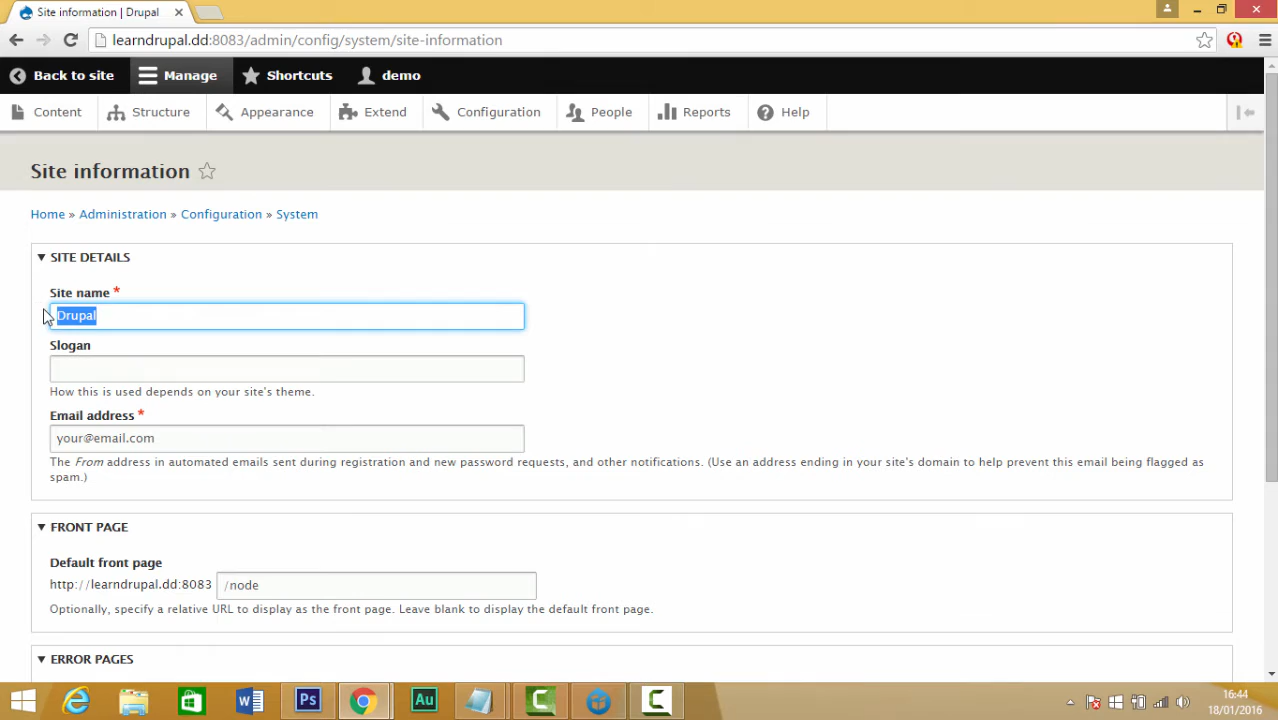 Site information | Drupal
learndrupal.dd:8083/admin/config/system/site-information
Back to site Manage Shortcuts demo
Content Structure Appearance Extend Configuration People Reports Help
Site information
Home » Administration » Configuration » System
SITE DETAILS
Site name *
Drupal
Slogan
How this is used depends on your site's theme.
Email address *
your@email.com
The From address in automated emails sent during registration and new password requests, and other notifications. (Use an address ending in your site's domain to help prevent this email being flagged as
spam.)
FRONT PAGE
Default front page
http://learndrupal.dd:8083 /node
Optionally, specify a relative URL to display as the front page. Leave blank to display the default front page.
ERROR PAGES
Ps Au
16:44
18/01/2016